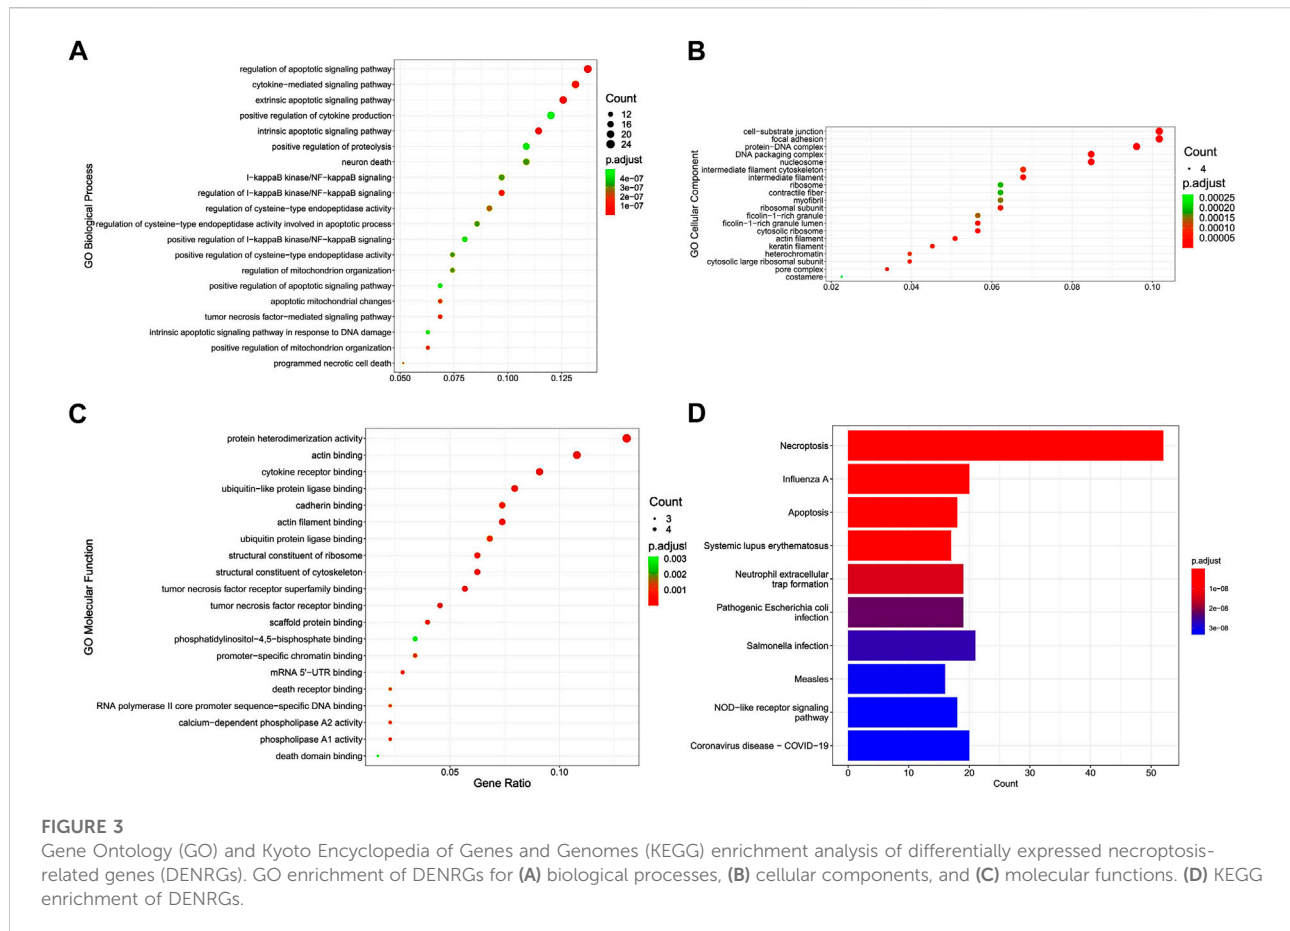 A
GO Biological Process
regulation of apoptotic signaling pathway
cytokine−mediated signaling pathway
extrinsic apoptotic signaling pathway
positive regulation of cytokine production
intrinsic apoptotic signaling pathway
positive regulation of proteolysis
neuron death
I−kappaB kinase/NF−kappaB signaling
regulation of I−kappaB kinase/NF−kappaB signaling
regulation of cysteine−type endopeptidase activity
regulation of cysteine−type endopeptidase activity involved in apoptotic process
positive regulation of I−kappaB kinase/NF−kappaB signaling
positive regulation of cysteine−type endopeptidase activity
regulation of mitochondrion organization
positive regulation of apoptotic signaling pathway
apoptotic mitochondrial changes
tumor necrosis factor−mediated signaling pathway
intrinsic apoptotic signaling pathway in response to DNA damage
positive regulation of mitochondrion organization
programmed necrotic cell death
0.050 0.075 0.100 0.125
Count
12
16
20
24
p.adjust
4e−07
3e−07
2e−07
1e−07
B
GO Cellular Component
cell−substrate junction
focal adhesion
protein−DNA complex
DNA packaging complex
nucleosome
intermediate filament cytoskeleton
intermediate filament
ribosome
contractile fiber
myofibril
ribosomal subunit
ficolin−1−rich granule
ficolin−1−rich granule lumen
cytosolic ribosome
actin filament
keratin filament
heterochromatin
cytosolic large ribosomal subunit
pore complex
costamere
0.02 0.04 0.06 0.08 0.10
Count
4
p.adjust
0.00025
0.00020
0.00015
0.00010
0.00005
C
GO Molecular Function
protein heterodimerization activity
actin binding
cytokine receptor binding
ubiquitin−like protein ligase binding
cadherin binding
actin filament binding
ubiquitin protein ligase binding
structural constituent of ribosome
structural constituent of cytoskeleton
tumor necrosis factor receptor superfamily binding
tumor necrosis factor receptor binding
scaffold protein binding
phosphatidylinositol−4,5−bisphosphate binding
promoter−specific chromatin binding
mRNA 5'−UTR binding
death receptor binding
RNA polymerase II core promoter sequence−specific DNA binding
calcium−dependent phospholipase A2 activity
phospholipase A1 activity
death domain binding
0.05 0.10
Gene Ratio
Count
3
4
p.adjust
0.003
0.002
0.001
D
Necroptosis
Influenza A
Apoptosis
Systemic lupus erythematosus
Neutrophil extracellular
trap formation
Pathogenic Escherichia coli
infection
Salmonella infection
Measles
NOD−like receptor signaling
pathway
Coronavirus disease − COVID−19
0 10 20 30 40 50
Count
p.adjust
1e−08
2e−08
3e−08
FIGURE 3
Gene Ontology (GO) and Kyoto Encyclopedia of Genes and Genomes (KEGG) enrichment analysis of differentially expressed necroptosis-
related genes (DENRGs). GO enrichment of DENRGs for (A) biological processes, (B) cellular components, and (C) molecular functions. (D) KEGG
enrichment of DENRGs.